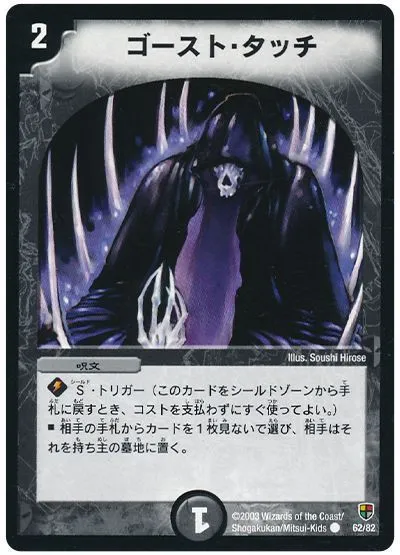 2
ゴースト・タッチ
Illus. Soushi Hirose
呪文
S・トリガー（このカードをシールドゾーンから手
札に戻すとき、コストを支払わずにすぐ使ってよい。）
■ 相手の手札からカードを1枚見ないで選び、相手はそ
れを持ち主の墓地に置く。
1
©2003 Wizards of the Coast/
Shogakukan/Mitsui-Kids
62/82